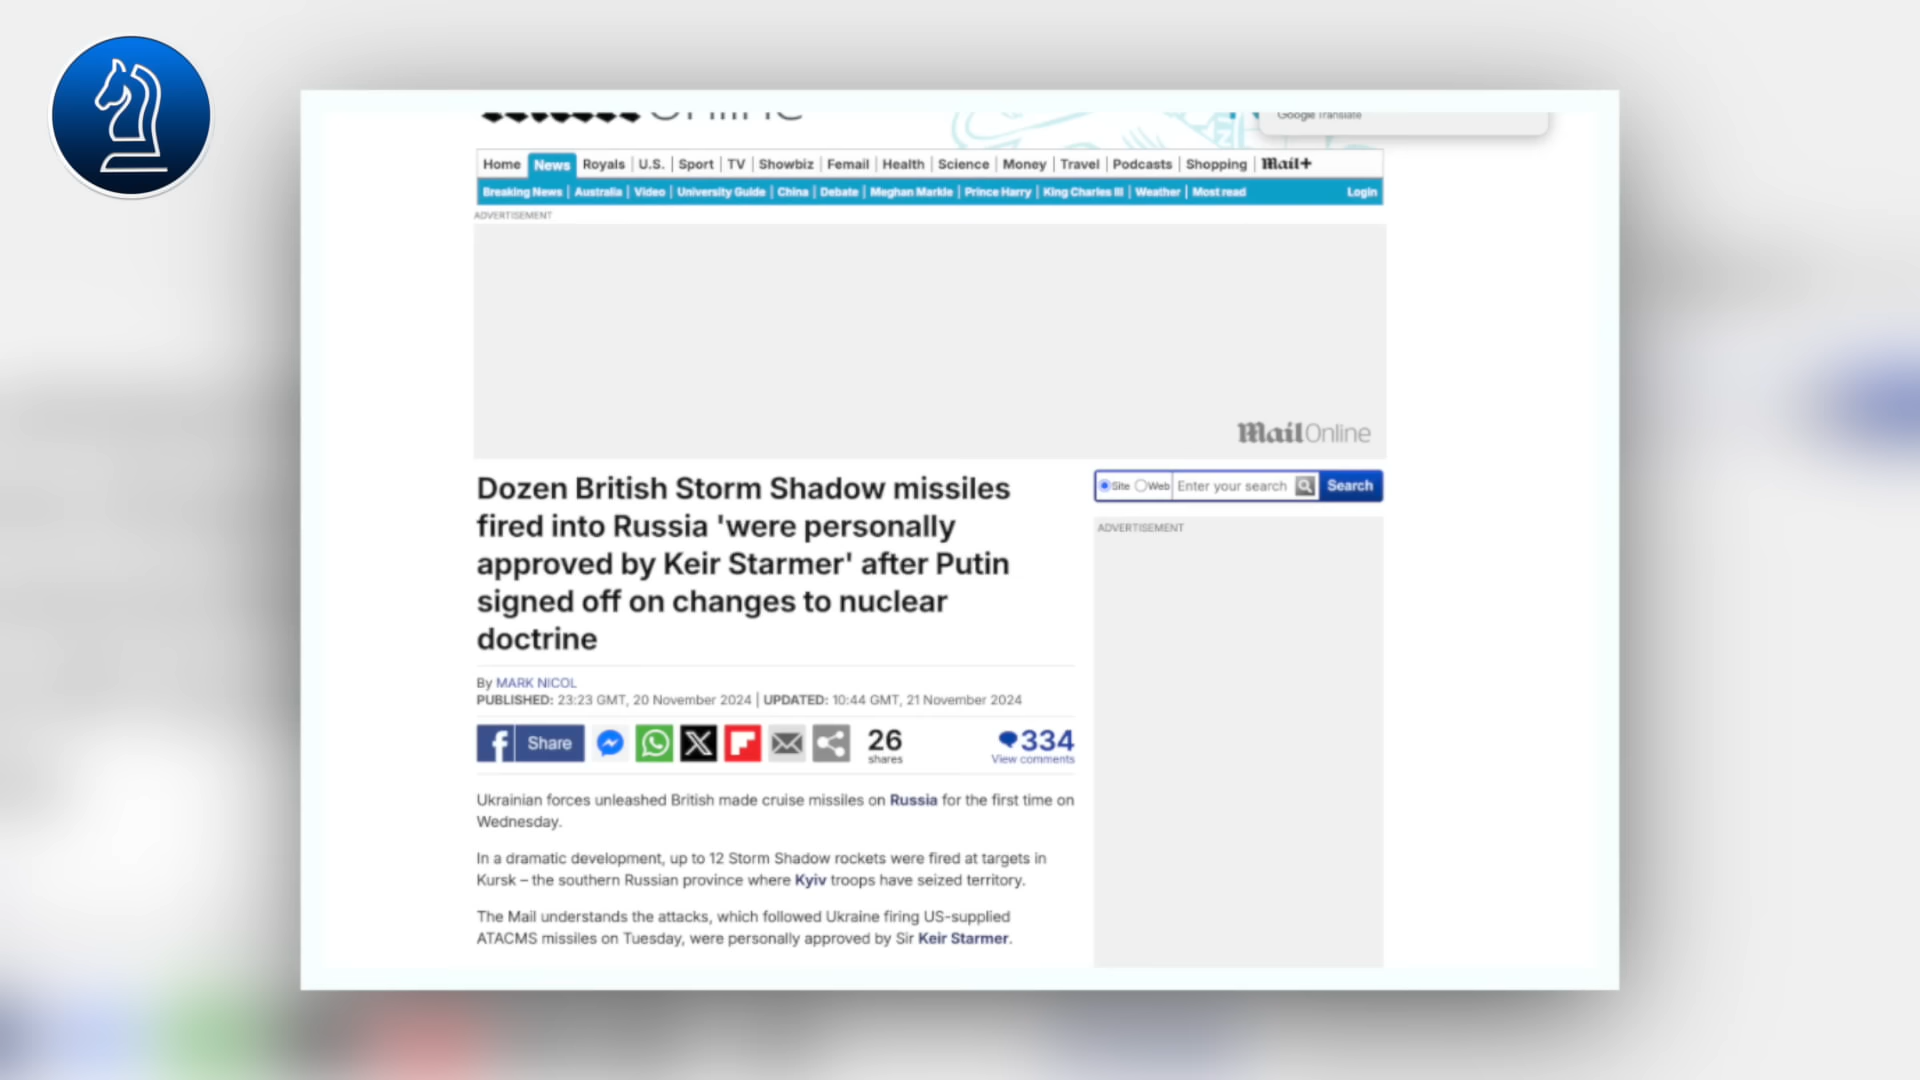 Google Translate
Home News Royals U.S. Sport TV Showbiz Femail Health Science Money Travel Podcasts Shopping Mail+
Breaking News Australia Video University Guide China Debate Meghan Markle Prince Harry King Charles III Weather Most read Login
ADVERTISEMENT
MailOnline
Dozen British Storm Shadow missiles
fired into Russia 'were personally
approved by Keir Starmer' after Putin
signed off on changes to nuclear
doctrine
Site Web Enter your search Search
ADVERTISEMENT
By MARK NICOL
PUBLISHED: 23:23 GMT, 20 November 2024 | UPDATED: 10:44 GMT, 21 November 2024
Share
26
shares
334
View comments
Ukrainian forces unleashed British made cruise missiles on Russia for the first time on
Wednesday.
In a dramatic development, up to 12 Storm Shadow rockets were fired at targets in
Kursk – the southern Russian province where Kyiv troops have seized territory.
The Mail understands the attacks, which followed Ukraine firing US-supplied
ATACMS missiles on Tuesday, were personally approved by Sir Keir Starmer.